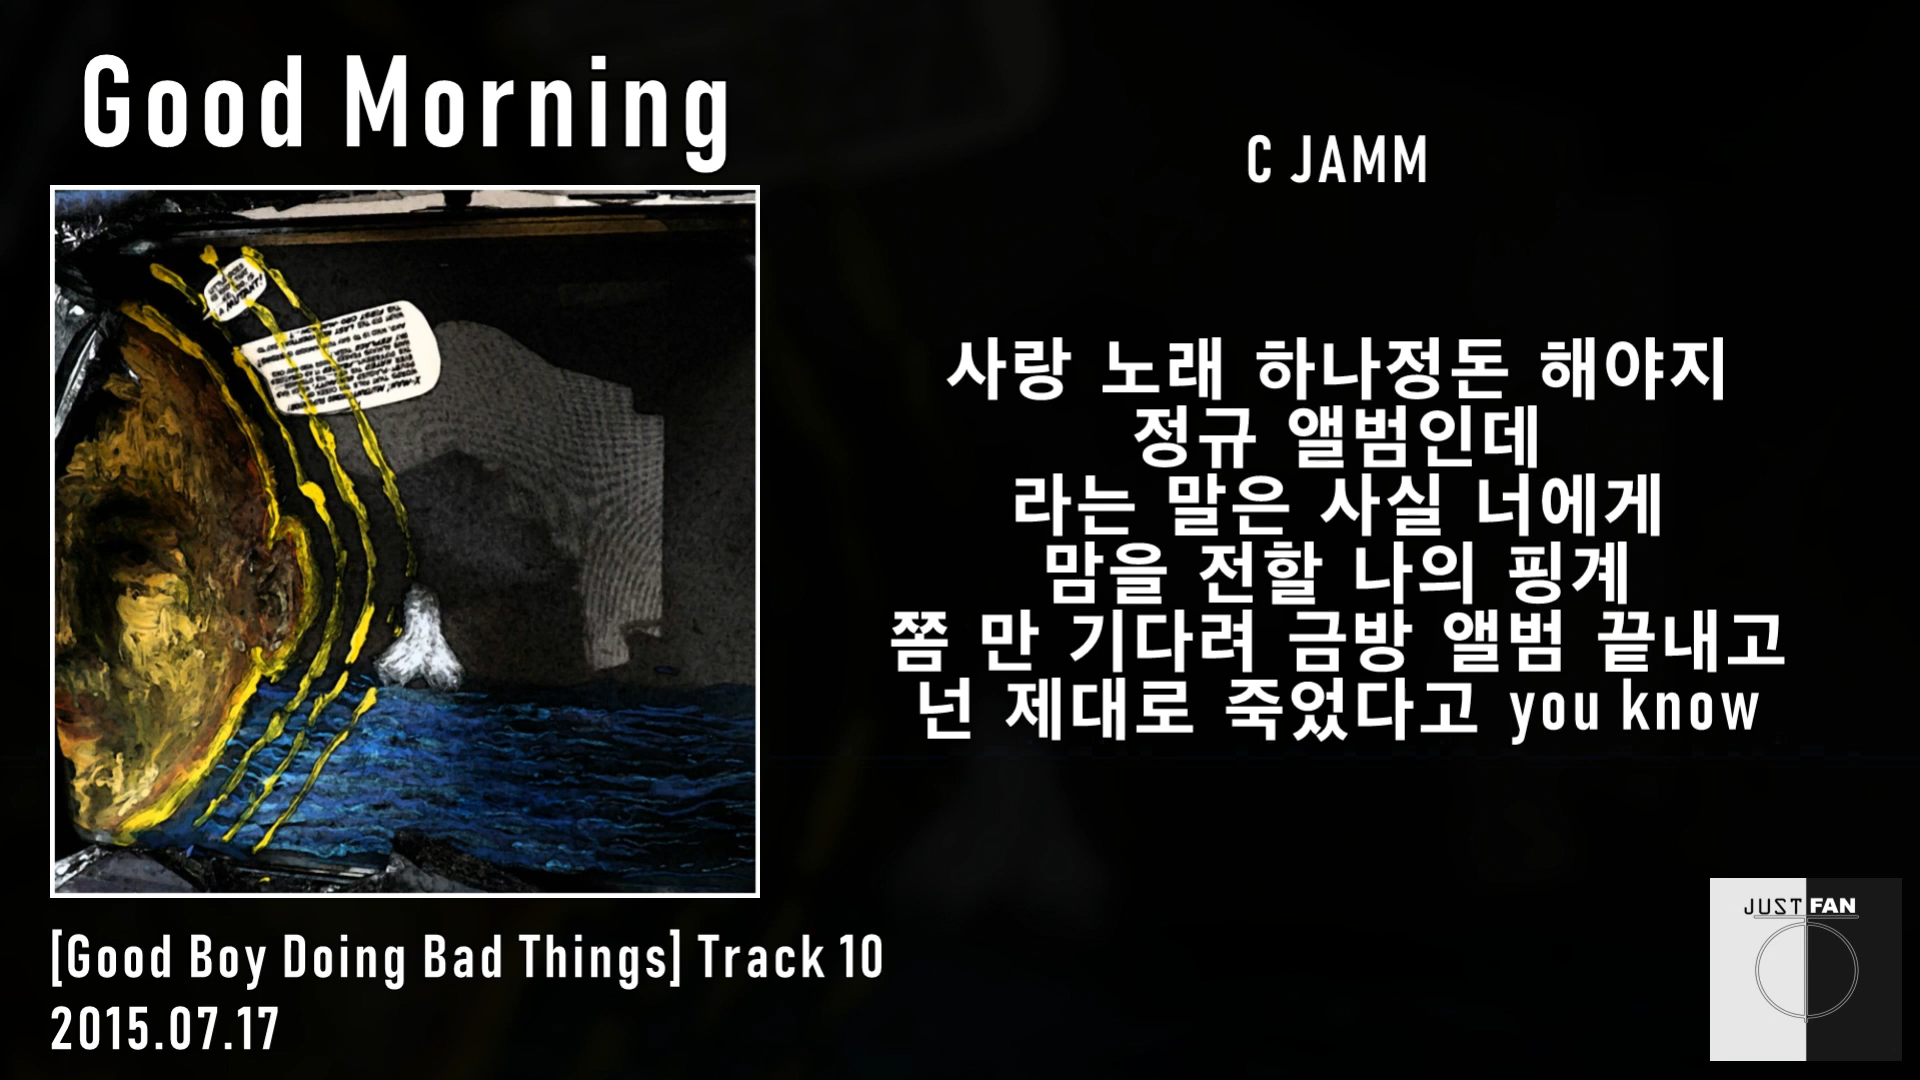 Good Morning
C JAMM
사랑 노래 하나정돈 해야지
정규 앨범인데
라는 말은 사실 너에게
맘을 전할 나의 핑계
쫌 만 기다려 금방 앨범 끝내고
넌 제대로 죽었다고 you know
A MUTANT!
[Good Boy Doing Bad Things] Track 10
2015.07.17
JUST FAN